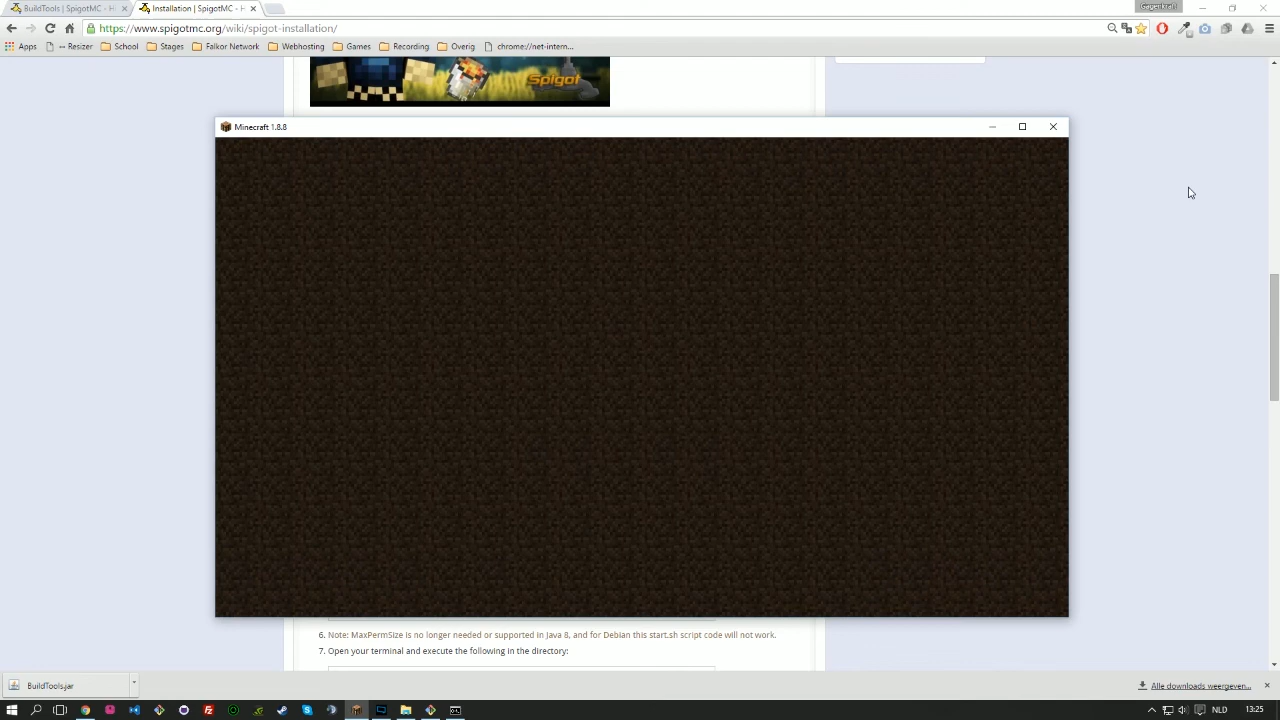 BuildTools | SpigotMC - Hi
Installation | SpigotMC - H
Gagenkraft
https://www.spigotmc.org/wiki/spigot-installation/
Apps
-- Resizer
School
Stages
Falkor Network
Webhosting
Games
Recording
Overig
chrome://net-intern...
Spigot
Minecraft 1.8.8
6. Note: MaxPermSize is no longer needed or supported in Java 8, and for Debian this start.sh script code will not work.
7. Open your terminal and execute the following in the directory:
BuildTools.jar
Alle downloads weergeven...
NLD
13:25